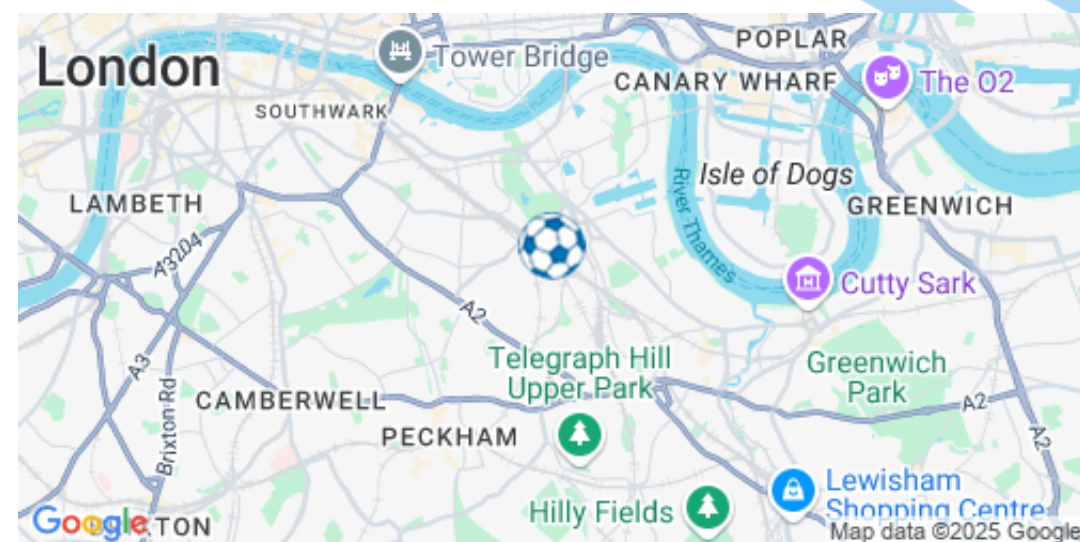 London
Tower Bridge
POPLAR
CANARY WHARF
The O2
SOUTHWARK
Isle of Dogs
LAMBETH
GREENWICH
River Thames
A3204
Cutty Sark
A2
Telegraph Hill
Upper Park
Greenwich
Park
A3
Brixton Rd
CAMBERWELL
A2
PECKHAM
A2
Lewisham
Shopping Centre
Hilly Fields
Google
TON
Map data ©2025 Google